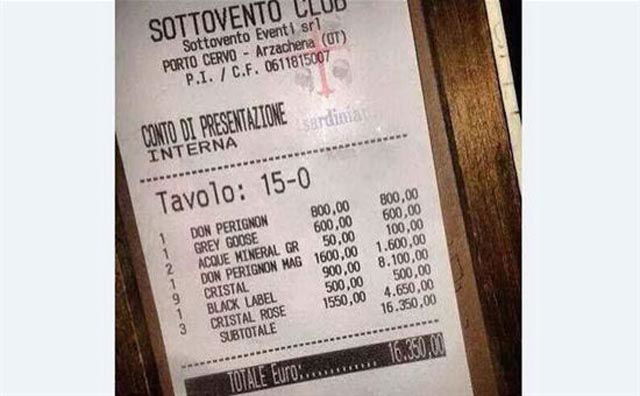 SOTTOVENTO CLUB
Sottovento Eventi srl
PORTO CERVO - Arzachena (OT)
P.I. / C.F. 0611815007
CONTO DI PRESENTAZIONE
INTERNA
sardinia
Tavolo: 15-0
1 DON PERIGNON 800,00 800,00
1 GREY GOOSE 600,00 600,00
2 ACQUE MINERAL GR 50,00 100,00
1 DON PERIGNON MAG 1600,00 1.600,00
9 CRISTAL 900,00 8.100,00
1 BLACK LABEL 500,00 500,00
3 CRISTAL ROSE 1550,00 4.650,00
SUBTOTALE 16.350,00
TOTALE Euro:............ 16.350,00